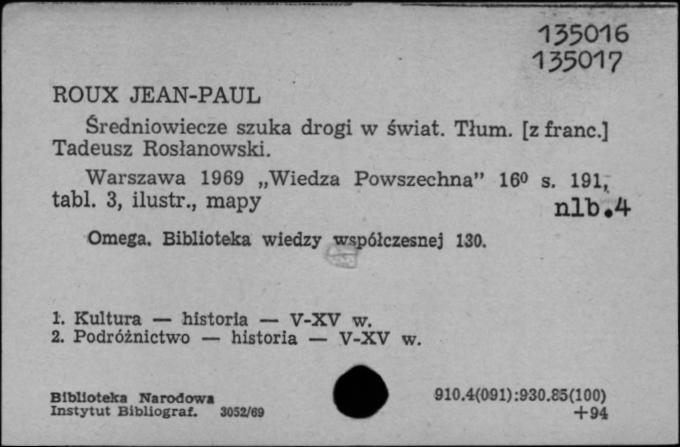 135016
135017
ROUX JEAN-PAUL
Średniowiecze szuka drogi w świat. Tłum. [z franc.]
Tadeusz Rosłanowski.
Warszawa 1969 „Wiedza Powszechna” 16⁰ s. 191,
tabl. 3, ilustr., mapy nlb.4
Omega. Biblioteka wiedzy współczesnej 130.
1. Kultura — historia — V-XV w.
2. Podróżnictwo — historia — V-XV w.
Biblioteka Narodowa
Instytut Bibliograf. 3052/69
910.4(091):930.85(100)
+94